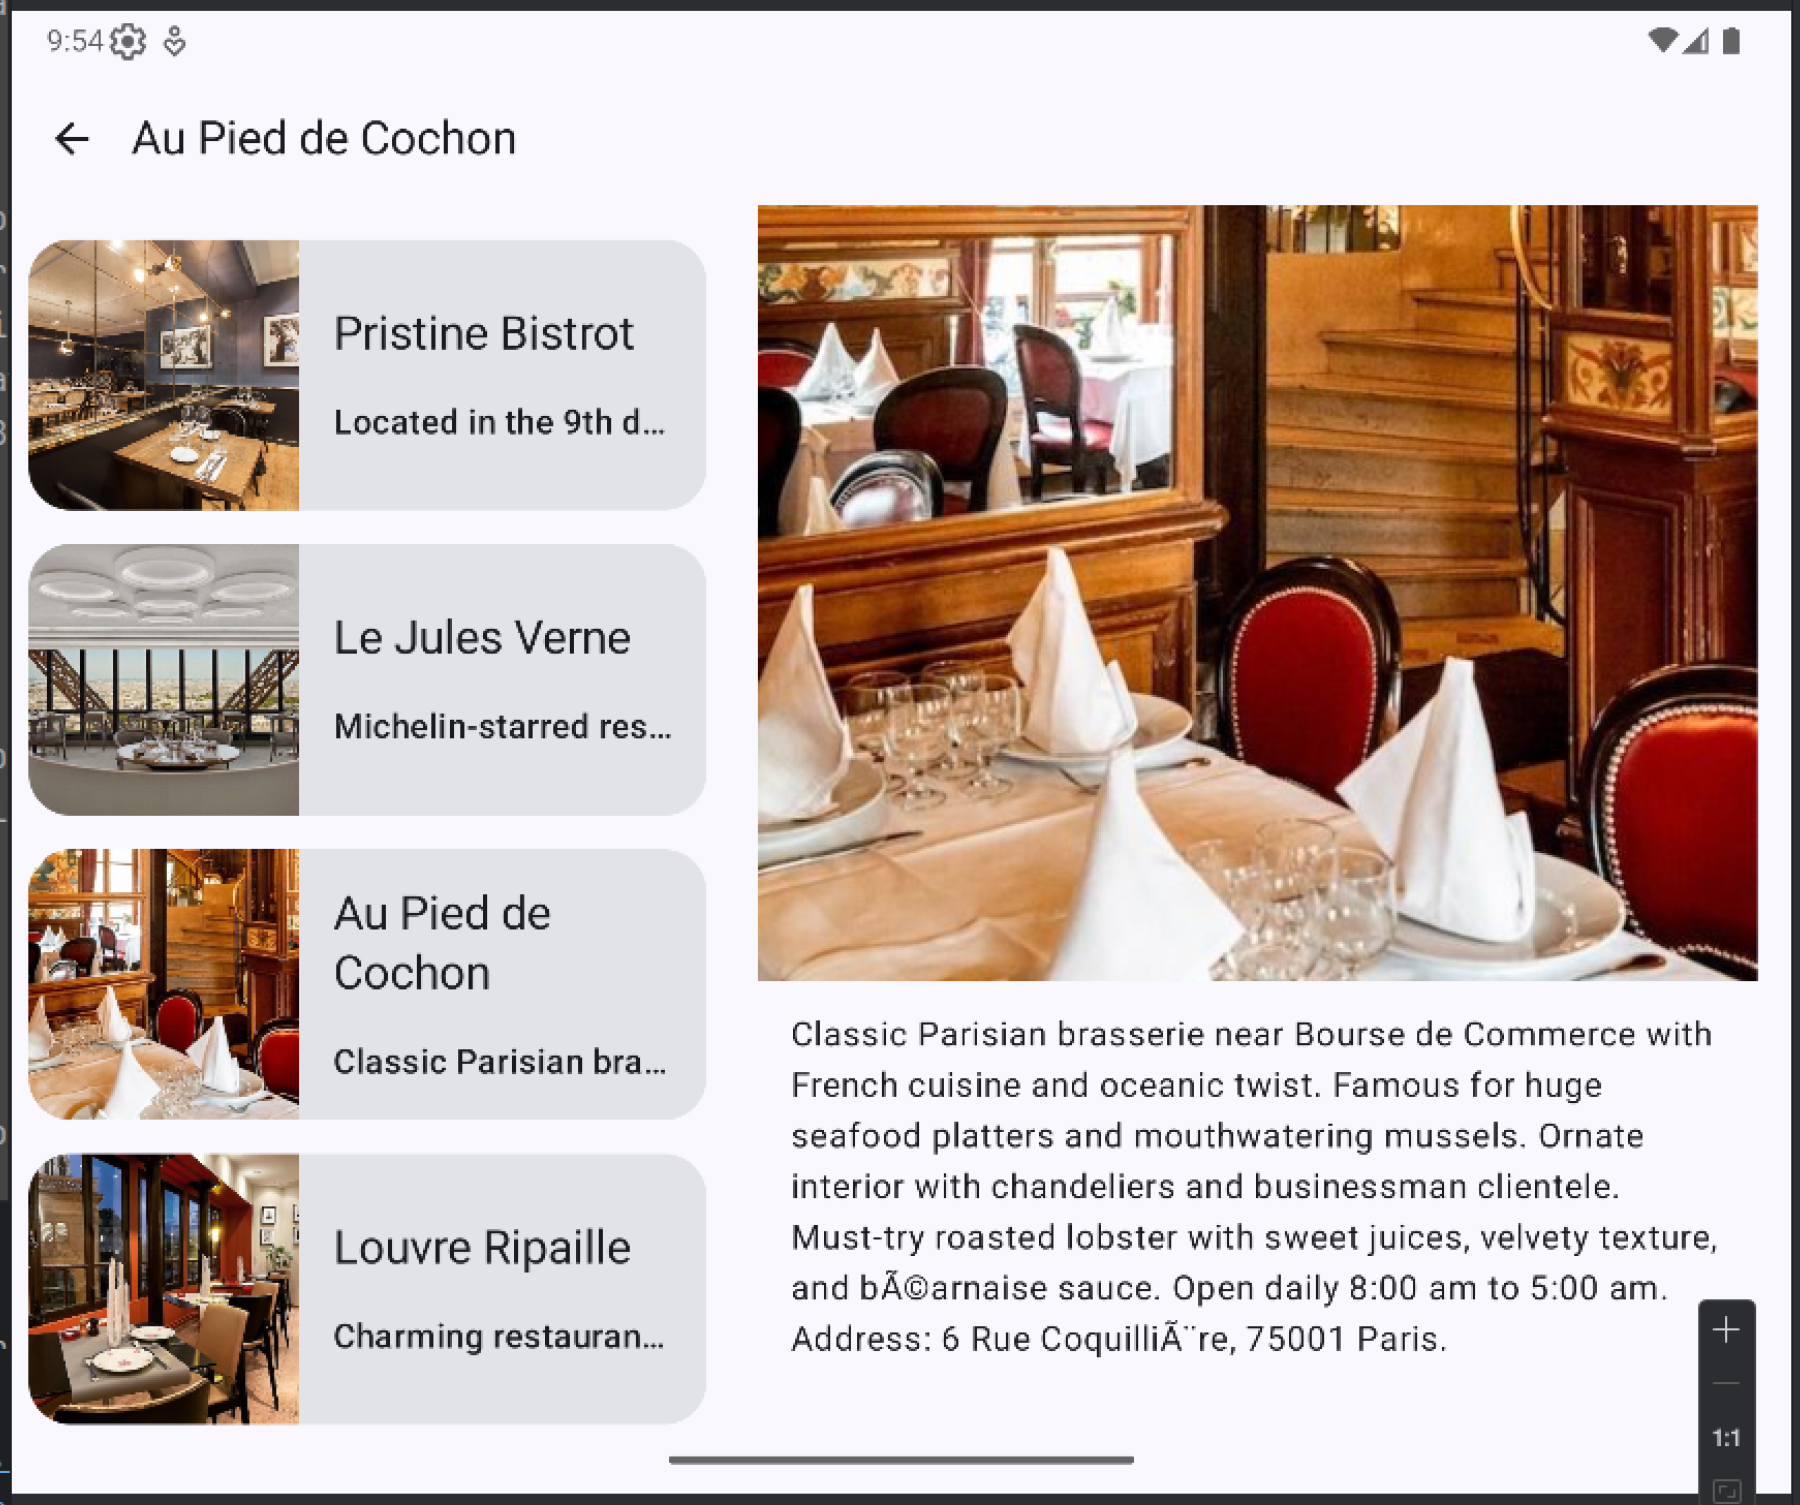 9:54
Au Pied de Cochon
Pristine Bistrot
Located in the 9th d...
Le Jules Verne
Michelin-starred res...
Au Pied de
Cochon
Classic Parisian bra...
Louvre Ripaille
Charming restauran...
Classic Parisian brasserie near Bourse de Commerce with
French cuisine and oceanic twist. Famous for huge
seafood platters and mouthwatering mussels. Ornate
interior with chandeliers and businessman clientele.
Must-try roasted lobster with sweet juices, velvety texture,
and bÃ©arnaise sauce. Open daily 8:00 am to 5:00 am.
Address: 6 Rue CoquilliÃ¨re, 75001 Paris.
1:1